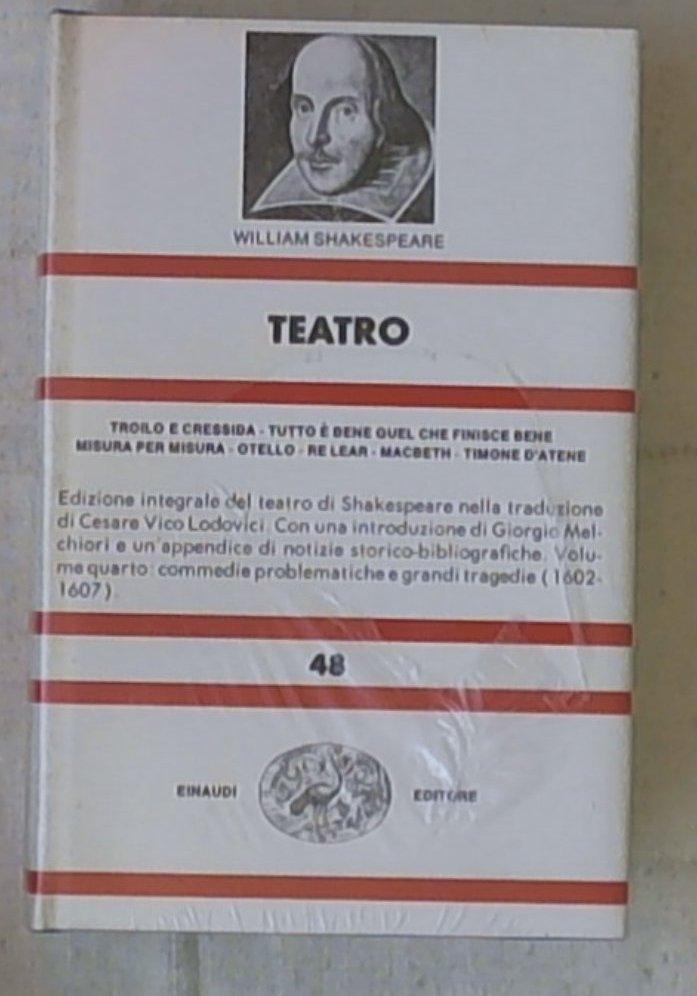 WILLIAM SHAKESPEARE
TEATRO
TROILO E CRESSIDA - TUTTO È BENE QUEL CHE FINISCE BENE
MISURA PER MISURA - OTELLO - RE LEAR - MACBETH - TIMONE D'ATENE
Edizione integrale del teatro di Shakespeare nella traduzione
di Cesare Vico Lodovici. Con una introduzione di Giorgio Mel-
chiori e un'appendice di notizie storico-bibliografiche. Volu-
me quarto: commedie problematiche e grandi tragedie (1602-
1607)
48
EINAUDI EDITORE